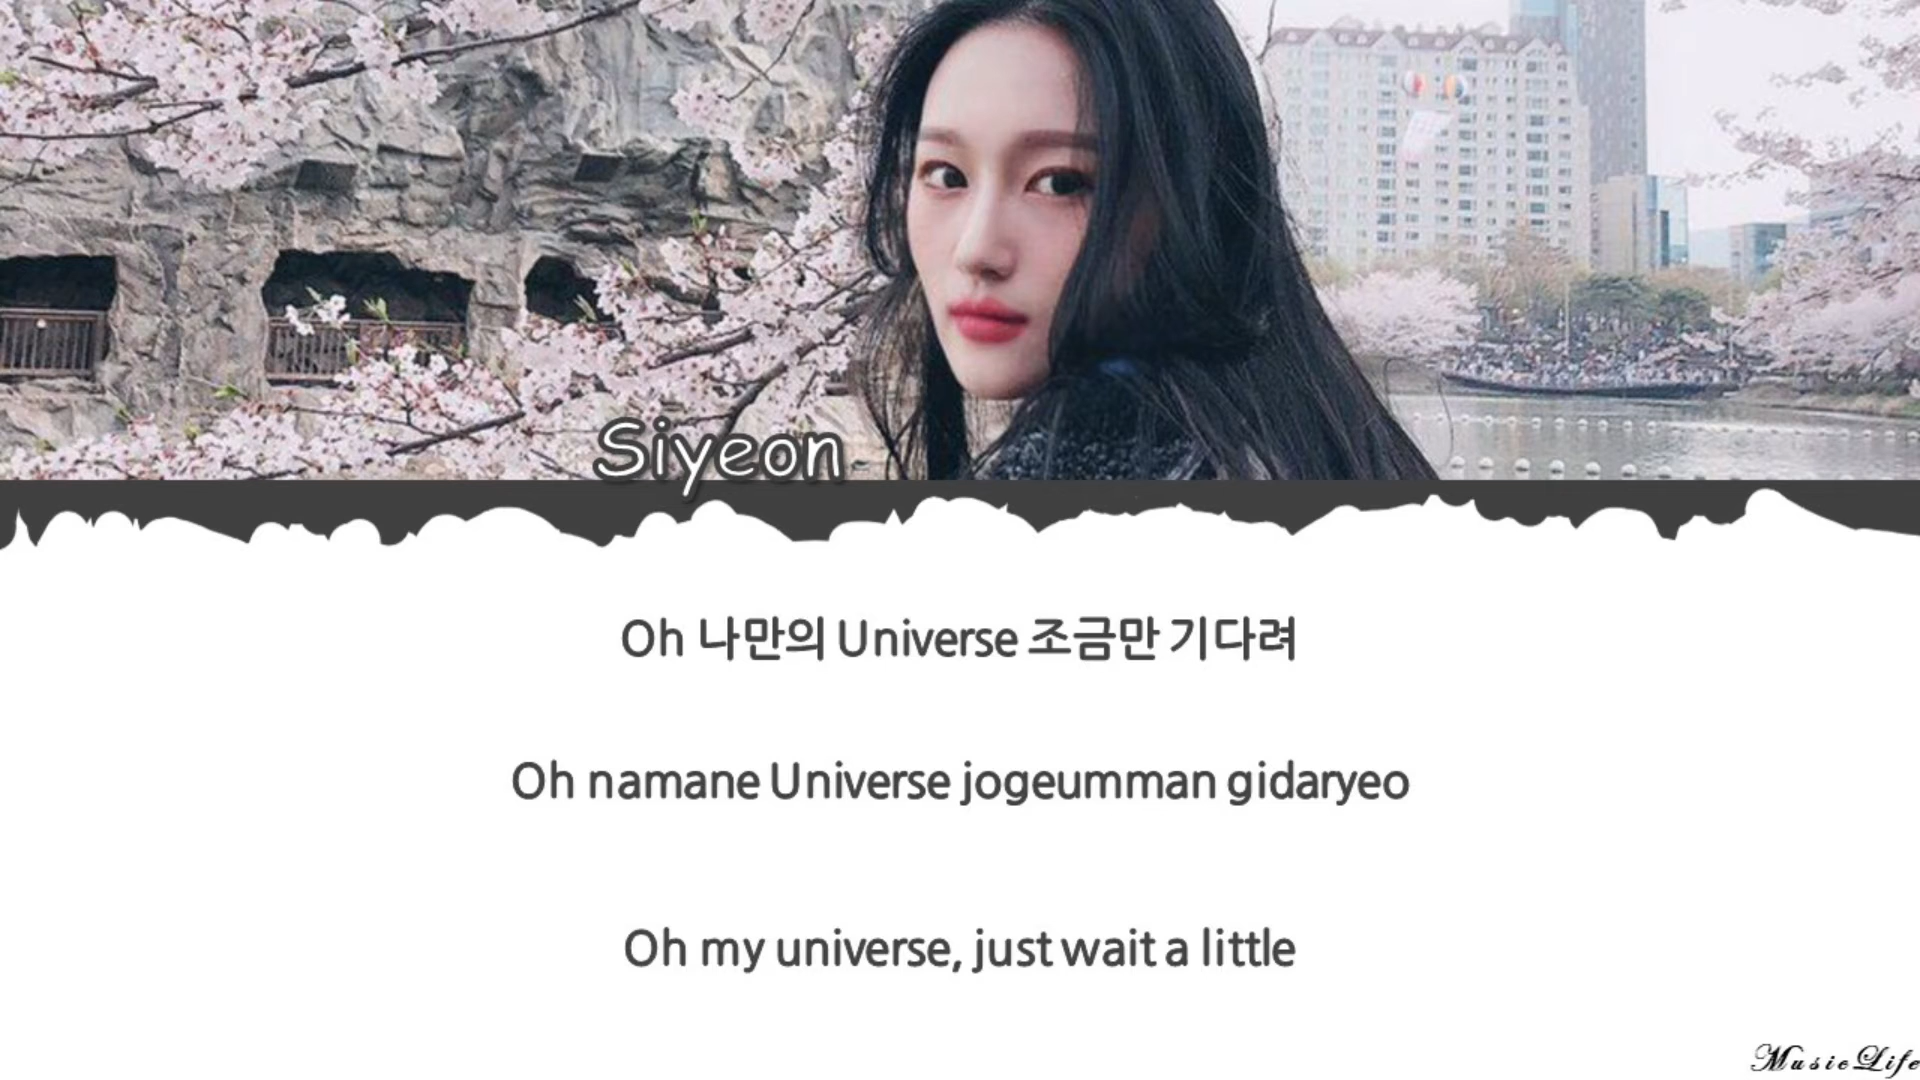 Siyeon
Oh 나만의 Universe 조금만 기다려
Oh namane Universe jogeumman gidaryeo
Oh my universe, just wait a little
MusicLife